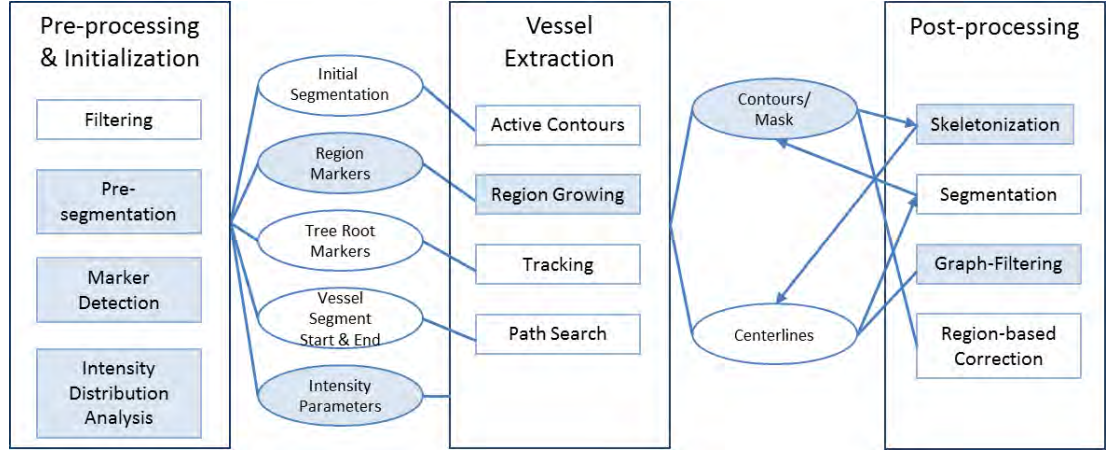 Pre-processing
& Initialization
Filtering
Pre-
segmentation
Marker
Detection
Intensity
Distribution
Analysis
Initial
Segmentation
Region
Markers
Tree Root
Markers
Vessel
Segment
Start & End
Intensity
Parameters
Vessel
Extraction
Active Contours
Region Growing
Tracking
Path Search
Contours/
Mask
Centerlines
Post-processing
Skeletonization
Segmentation
Graph-Filtering
Region-based
Correction